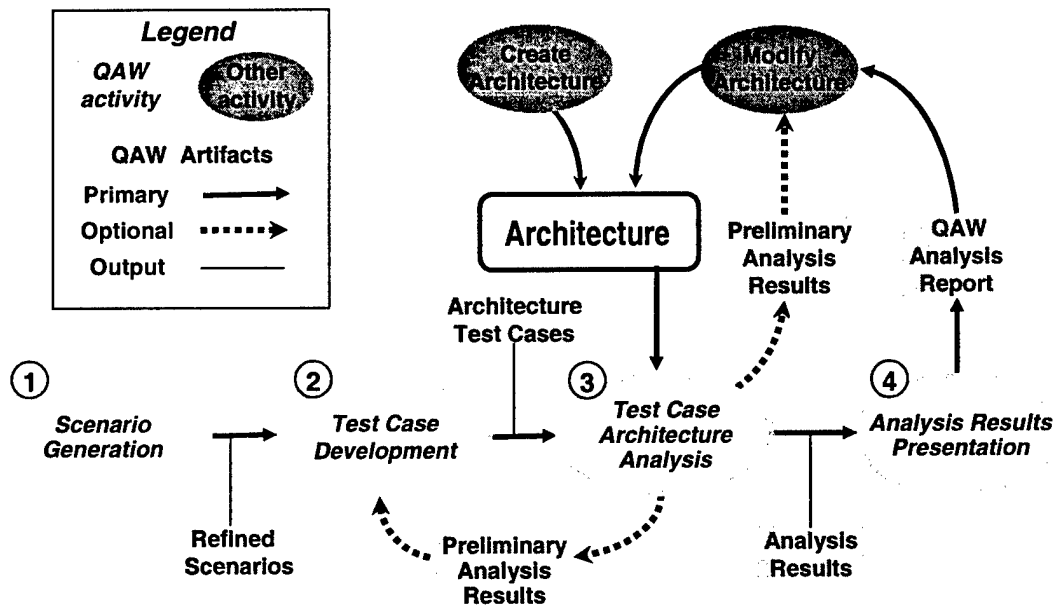 Legend
QAW
activity
Other
activity
QAW Artifacts
Primary
Optional
Output
Create
Architecture
Modify
Architecture
Architecture
Preliminary
Analysis
Results
QAW
Analysis
Report
Architecture
Test Cases
1
Scenario
Generation
2
Test Case
Development
3
Test Case
Architecture
Analysis
4
Analysis Results
Presentation
Refined
Scenarios
Preliminary
Analysis
Results
Analysis
Results